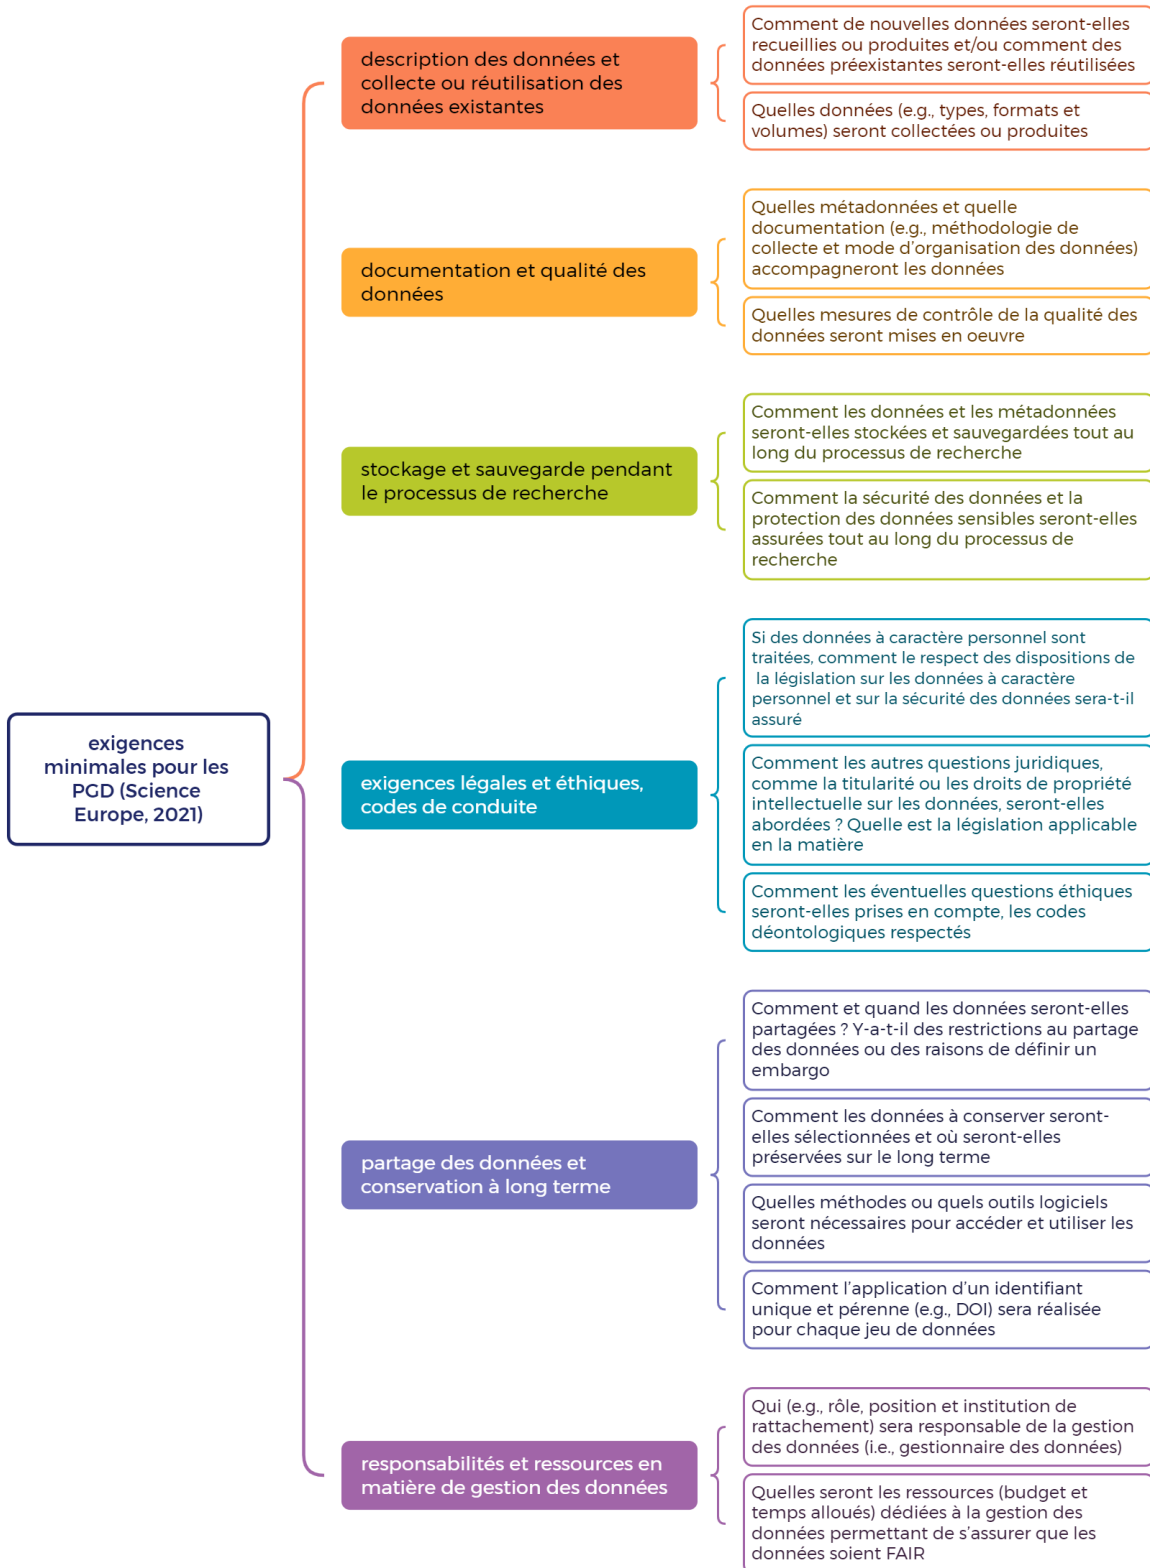 exigences
minimales pour les
PGD (Science
Europe, 2021)
description des données et
collecte ou réutilisation des
données existantes
Comment de nouvelles données seront-elles
recueillies ou produites et/ou comment des
données préexistantes seront-elles réutilisées
Quelles données (e.g., types, formats et
volumes) seront collectées ou produites
documentation et qualité des
données
Quelles métadonnées et quelle
documentation (e.g., méthodologie de
collecte et mode d'organisation des données)
accompagneront les données
Quelles mesures de contrôle de la qualité des
données seront mises en oeuvre
stockage et sauvegarde pendant
le processus de recherche
Comment les données et les métadonnées
seront-elles stockées et sauvegardées tout au
long du processus de recherche
Comment la sécurité des données et la
protection des données sensibles seront-elles
assurées tout au long du processus de
recherche
exigences légales et éthiques,
codes de conduite
Si des données à caractère personnel sont
traitées, comment le respect des dispositions de
la législation sur les données à caractère
personnel et sur la sécurité des données sera-t-il
assuré
Comment les autres questions juridiques,
comme la titularité ou les droits de propriété
intellectuelle sur les données, seront-elles
abordées ? Quelle est la législation applicable
en la matière
Comment les éventuelles questions éthiques
seront-elles prises en compte, les codes
déontologiques respectés
partage des données et
conservation à long terme
Comment et quand les données seront-elles
partagées ? Y-a-t-il des restrictions au partage
des données ou des raisons de définir un
embargo
Comment les données à conserver seront-
elles sélectionnées et où seront-elles
préservées sur le long terme
Quelles méthodes ou quels outils logiciels
seront nécessaires pour accéder et utiliser les
données
Comment l'application d'un identifiant
unique et pérenne (e.g., DOI) sera réalisée
pour chaque jeu de données
responsabilités et ressources en
matière de gestion des données
Qui (e.g., rôle, position et institution de
rattachement) sera responsable de la gestion
des données (i.e., gestionnaire des données)
Quelles seront les ressources (budget et
temps alloués) dédiées à la gestion des
données permettant de s'assurer que les
données soient FAIR